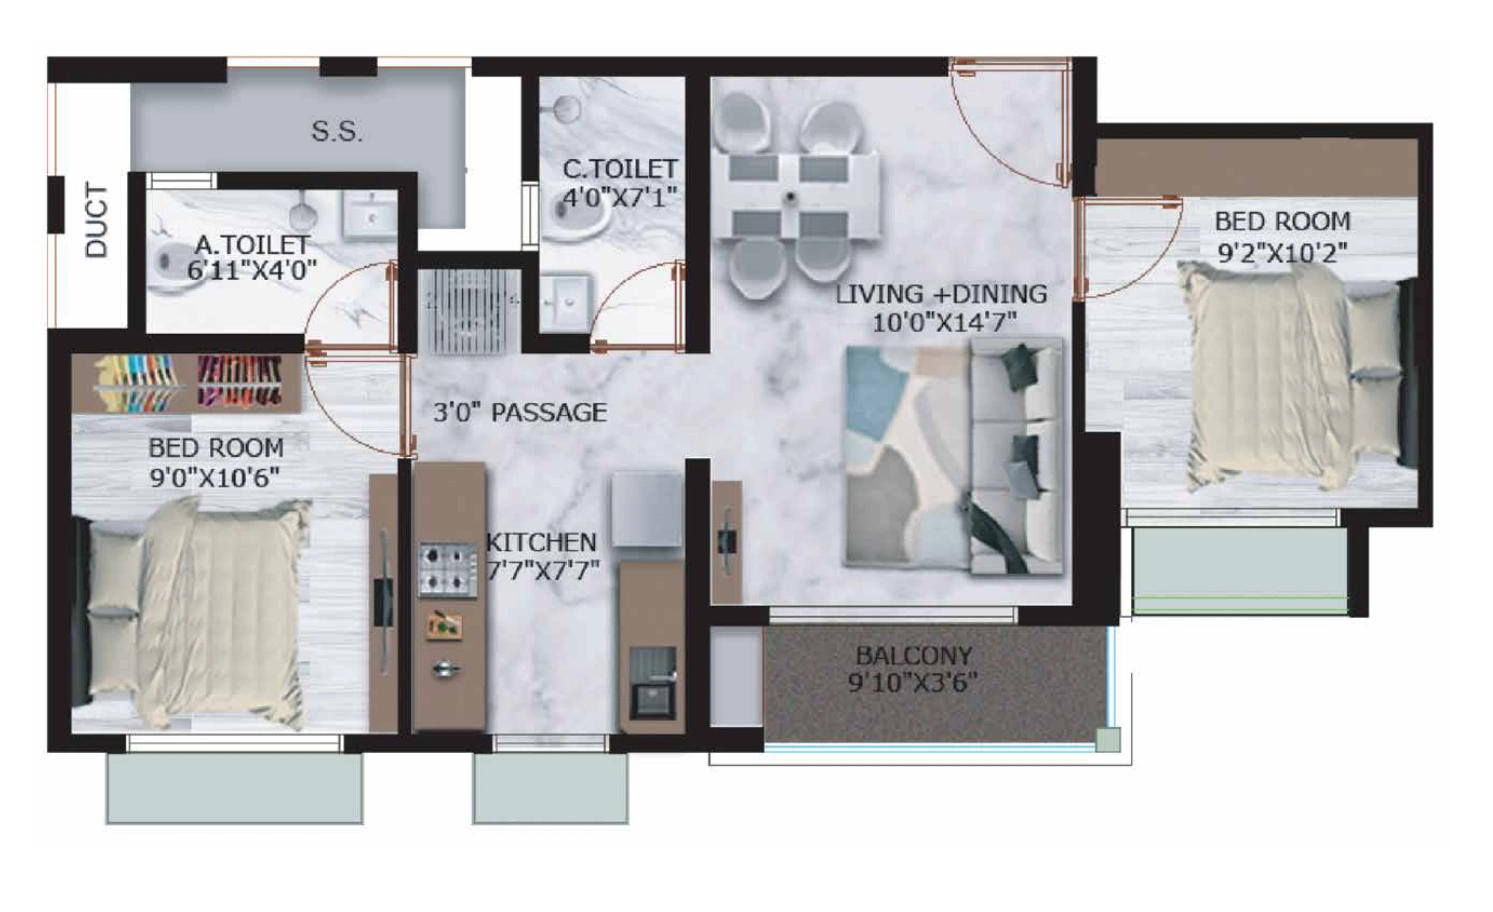 S.S.
DUCT
C.TOILET
4'0"X7'1"
A.TOILET
6'11"X4'0"
BED ROOM
9'2"X10'2"
LIVING +DINING
10'0"X14'7"
3'0" PASSAGE
BED ROOM
9'0"X10'6"
KITCHEN
7'7"X7'7"
BALCONY
9'10"X3'6"